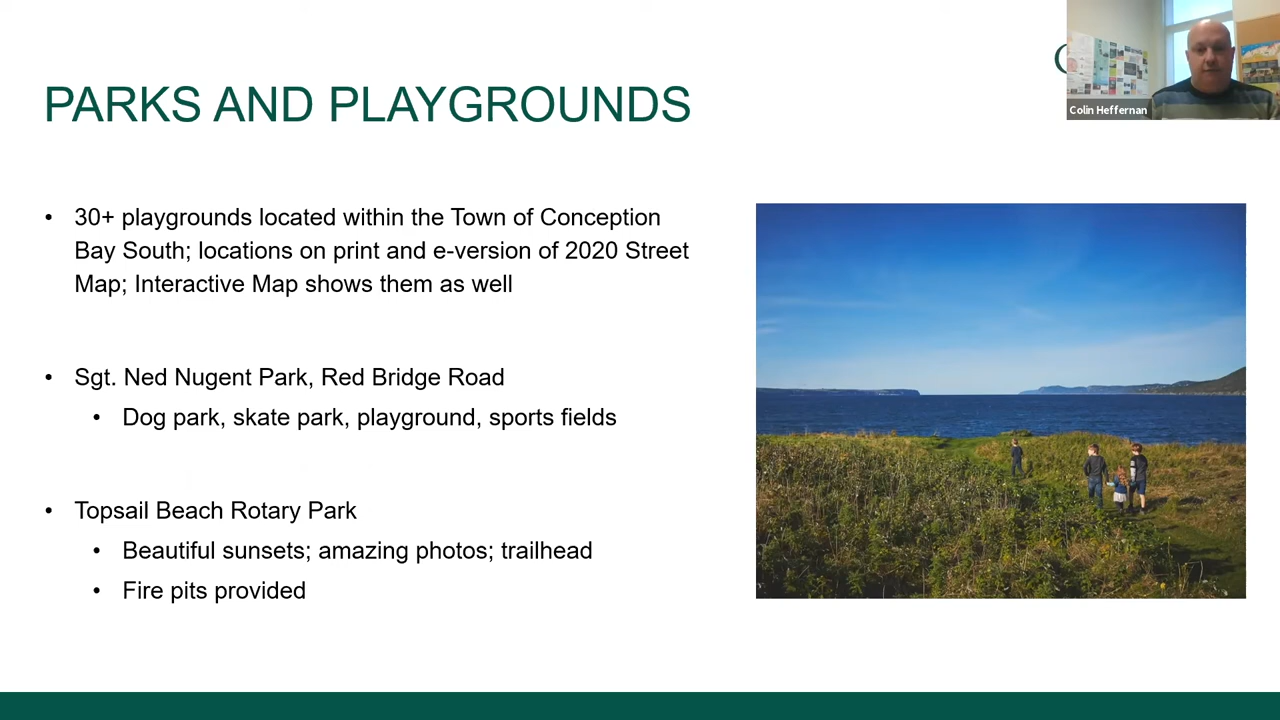 PARKS AND PLAYGROUNDS
Colin Heffernan
• 30+ playgrounds located within the Town of Conception
Bay South; locations on print and e-version of 2020 Street
Map; Interactive Map shows them as well
• Sgt. Ned Nugent Park, Red Bridge Road
• Dog park, skate park, playground, sports fields
• Topsail Beach Rotary Park
• Beautiful sunsets; amazing photos; trailhead
• Fire pits provided